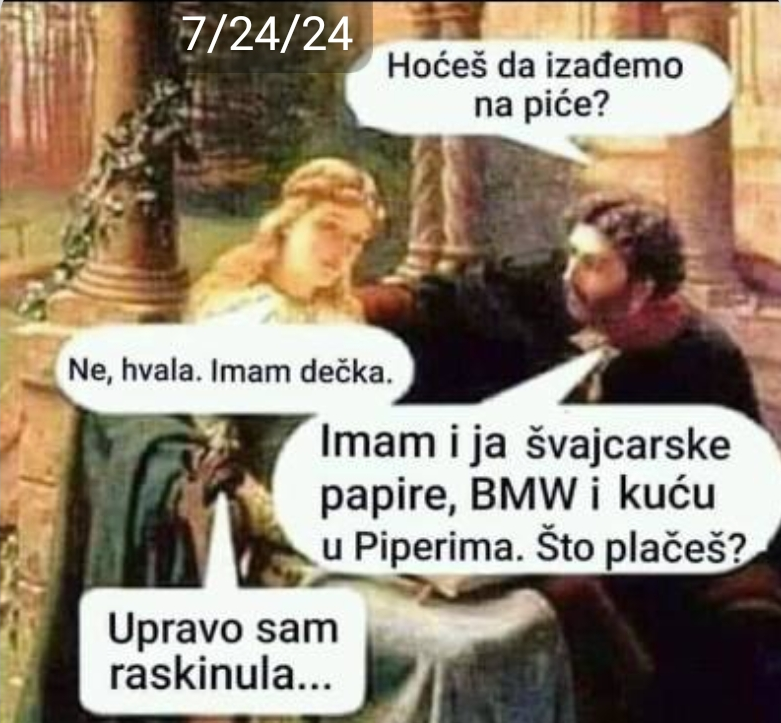 7/24/24
Hoćeš da izađemo
na piće?
Ne, hvala. Imam dečka.
Imam i ja švajcarske
papire, BMW i kuću
u Piperima. Što plačeš?
Upravo sam
raskinula...